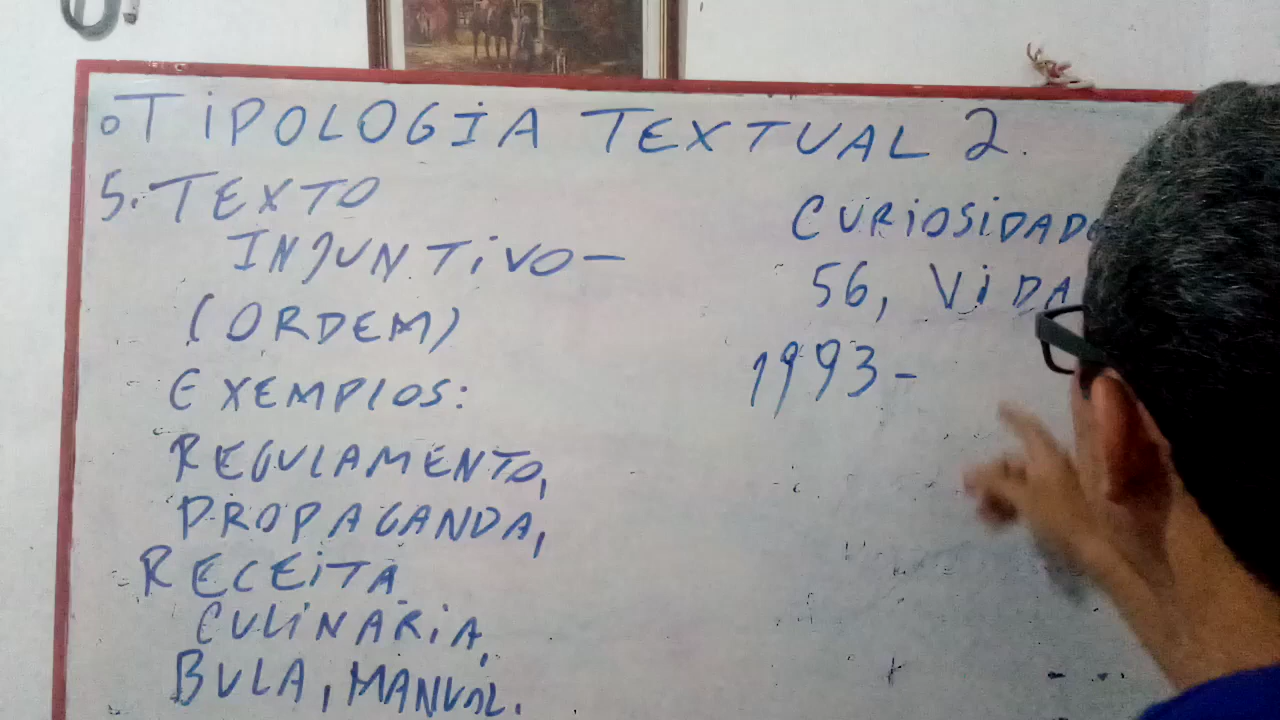 TIPOLOGIA TEXTUAL 2.
5. TEXTO
INJUNTIVO-
(ORDEM)
EXEMPLOS:
REGULAMENTO,
PROPAGANDA,
RECEITA
CULINÁRIA,
BULA, MANUAL.
CURIOSIDADE
56, VIDA
1993-